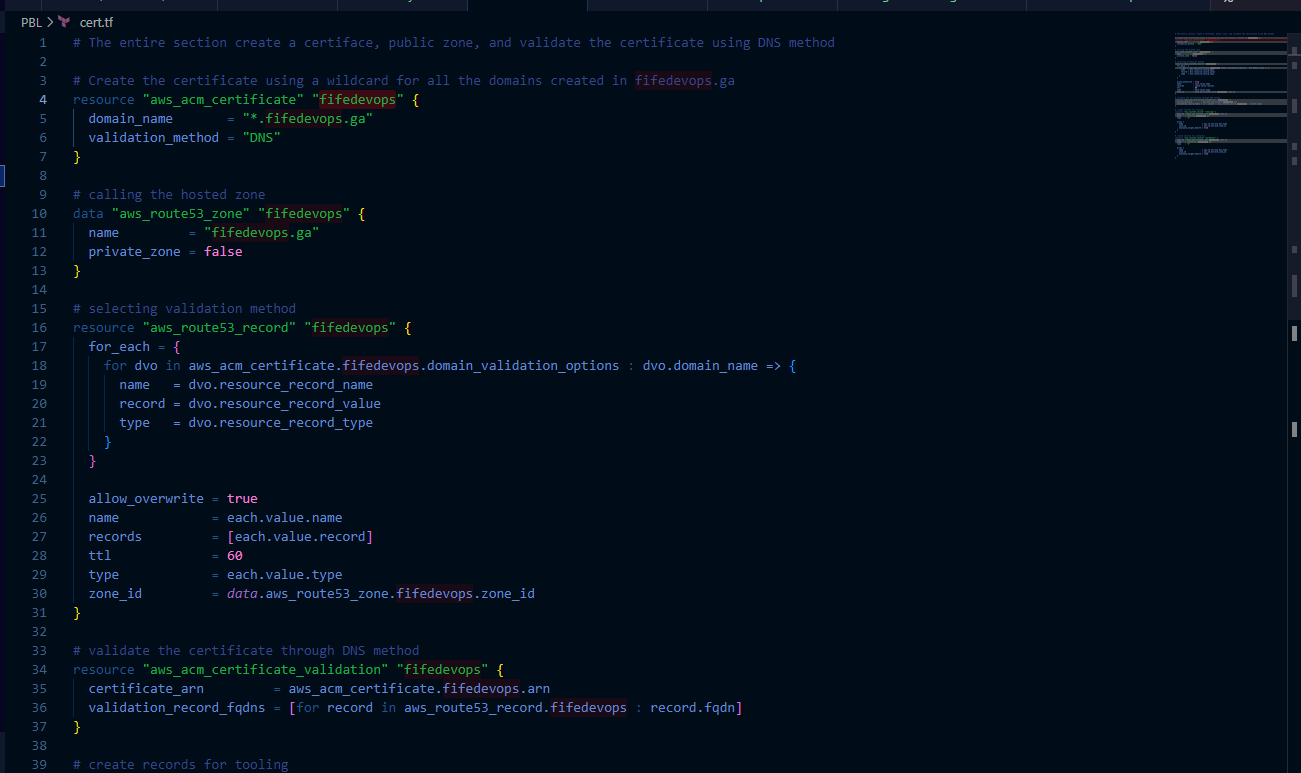 PBL > cert.tf
1 # The entire section create a certiface, public zone, and validate the certificate using DNS method
2
3 # Create the certificate using a wildcard for all the domains created in fifedevops.ga
4 resource "aws_acm_certificate" "fifedevops" {
5   domain_name       = "*.fifedevops.ga"
6   validation_method = "DNS"
7 }
8
9 # calling the hosted zone
10 data "aws_route53_zone" "fifedevops" {
11   name         = "fifedevops.ga"
12   private_zone = false
13 }
14
15 # selecting validation method
16 resource "aws_route53_record" "fifedevops" {
17   for_each = {
18     for dvo in aws_acm_certificate.fifedevops.domain_validation_options : dvo.domain_name => {
19       name   = dvo.resource_record_name
20       record = dvo.resource_record_value
21       type   = dvo.resource_record_type
22     }
23   }
24
25   allow_overwrite = true
26   name            = each.value.name
27   records         = [each.value.record]
28   ttl             = 60
29   type            = each.value.type
30   zone_id         = data.aws_route53_zone.fifedevops.zone_id
31 }
32
33 # validate the certificate through DNS method
34 resource "aws_acm_certificate_validation" "fifedevops" {
35   certificate_arn         = aws_acm_certificate.fifedevops.arn
36   validation_record_fqdns = [for record in aws_route53_record.fifedevops : record.fqdn]
37 }
38
39 # create records for tooling